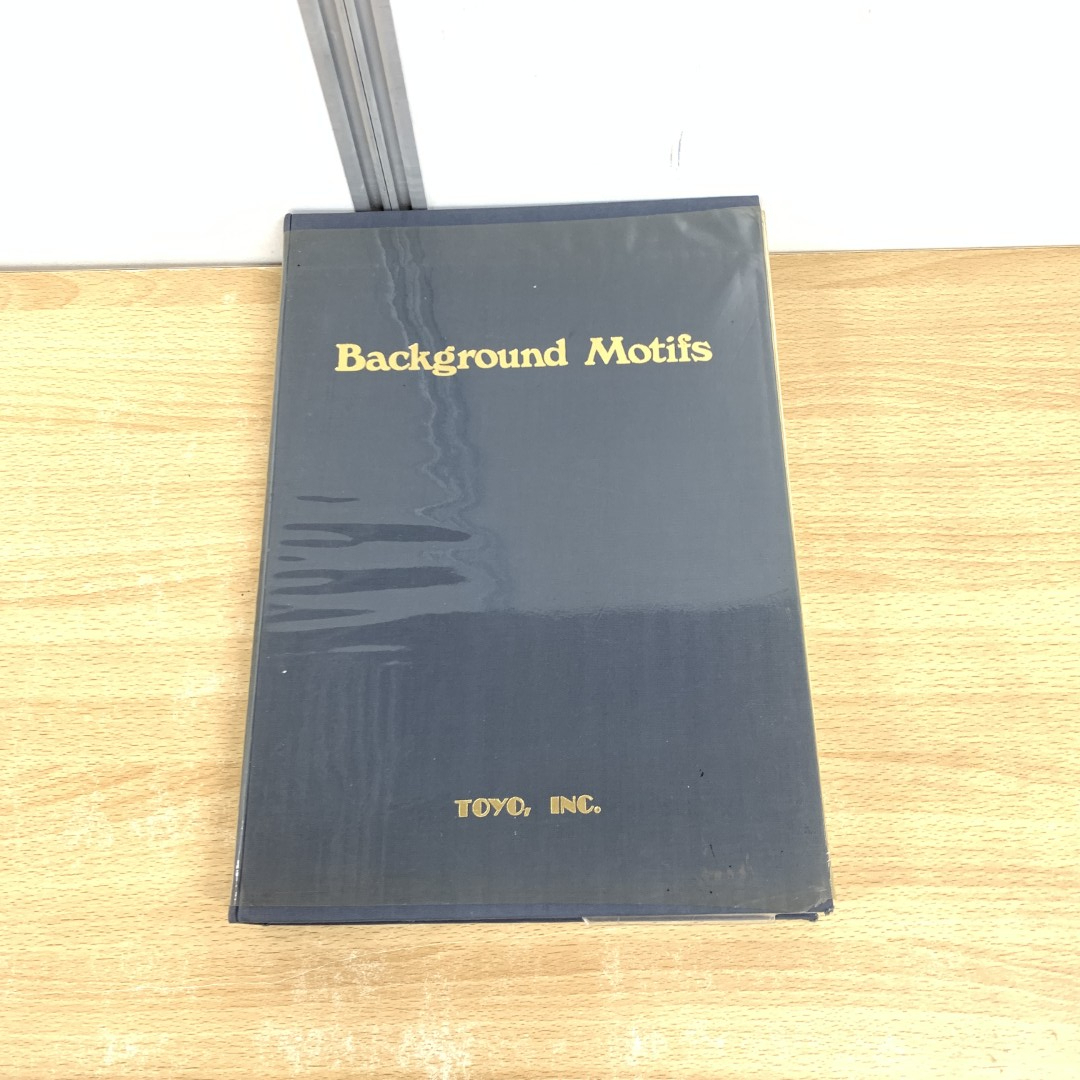 Background Motifs
TOYO, INC.